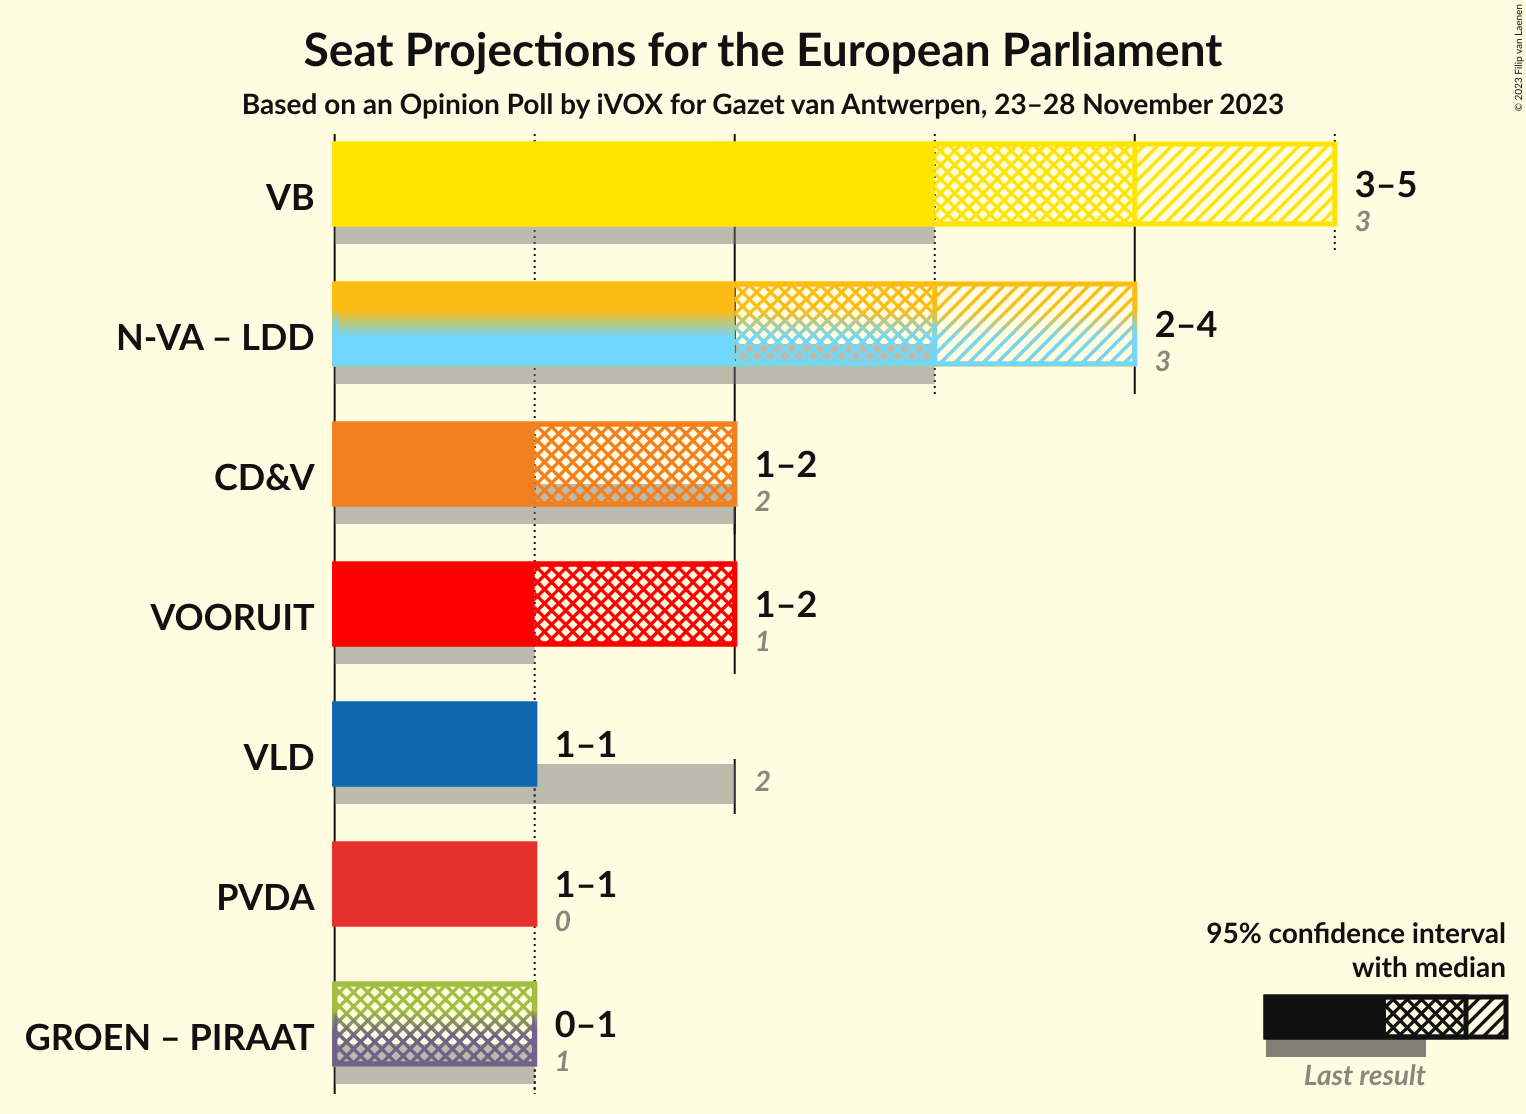 Seat Projections for the European Parliament
Based on an Opinion Poll by iVOX for Gazet van Antwerpen, 23–28 November 2023
© 2023 Filip van Laenen
VB
3–5
3
N-VA – LDD
2–4
3
CD&V
1–2
2
VOORUIT
1–2
1
VLD
1–1
2
PVDA
1–1
0
GROEN – PIRAAT
0–1
1
95% confidence interval
with median
Last result